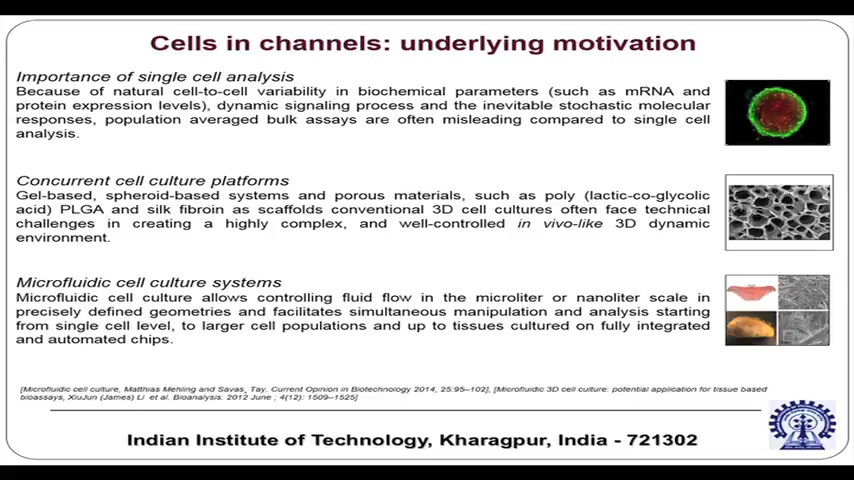 Cells in channels: underlying motivation
Importance of single cell analysis
Because of natural cell-to-cell variability in biochemical parameters (such as mRNA and
protein expression levels), dynamic signaling process and the inevitable stochastic molecular
responses, population averaged bulk assays are often misleading compared to single cell
analysis.
Concurrent cell culture platforms
Gel-based, spheroid-based systems and porous materials, such as poly (lactic-co-glycolic
acid) PLGA and silk fibroin as scaffolds conventional 3D cell cultures often face technical
challenges in creating a highly complex, and well-controlled in vivo-like 3D dynamic
environment.
Microfluidic cell culture systems
Microfluidic cell culture allows controlling fluid flow in the microliter or nanoliter scale in
precisely defined geometries and facilitates simultaneous manipulation and analysis starting
from single cell level, to larger cell populations and up to tissues cultured on fully integrated
and automated chips.
[Microfluidic cell culture, Matthias Mehling and Savas¸ Tay. Current Opinion in Biotechnology 2014, 25:95–102], [Microfluidic 3D cell culture: potential application for tissue based
bioassays, XiuJun (James) Li et al. Bioanalysis. 2012 June ; 4(12): 1509–1525]
Indian Institute of Technology, Kharagpur, India - 721302